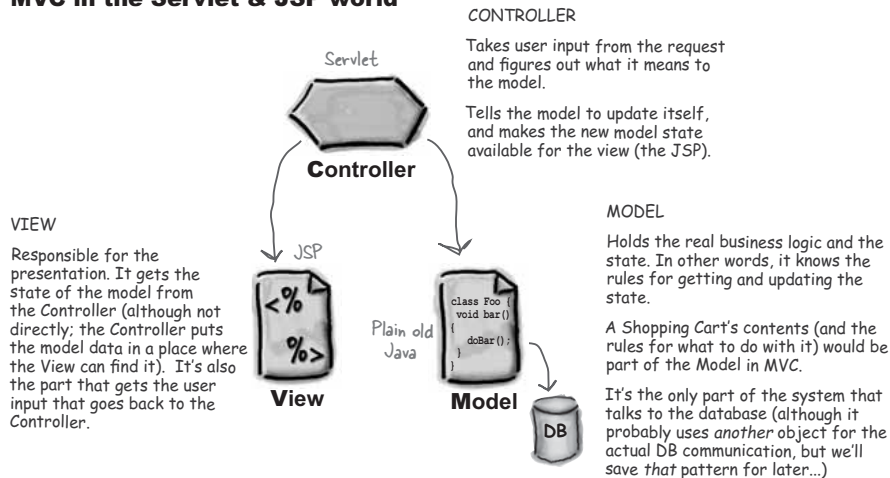 MVC in the Servlet & JSP world
CONTROLLER
Takes user input from the request
and figures out what it means to
the model.
Tells the model to update itself,
and makes the new model state
available for the view (the JSP).
Servlet
Controller
VIEW
Responsible for the
presentation. It gets the
state of the model from
the Controller (although not
directly; the Controller puts
the model data in a place where
the View can find it). It's also
the part that gets the user
input that goes back to the
Controller.
JSP
<%
%>
View
Plain old
Java
class Foo {
void bar()
{
doBar();
}
}
Model
DB
MODEL
Holds the real business logic and the
state. In other words, it knows the
rules for getting and updating the
state.
A Shopping Cart's contents (and the
rules for what to do with it) would be
part of the Model in MVC.
It's the only part of the system that
talks to the database (although it
probably uses another object for the
actual DB communication, but we'll
save that pattern for later...)